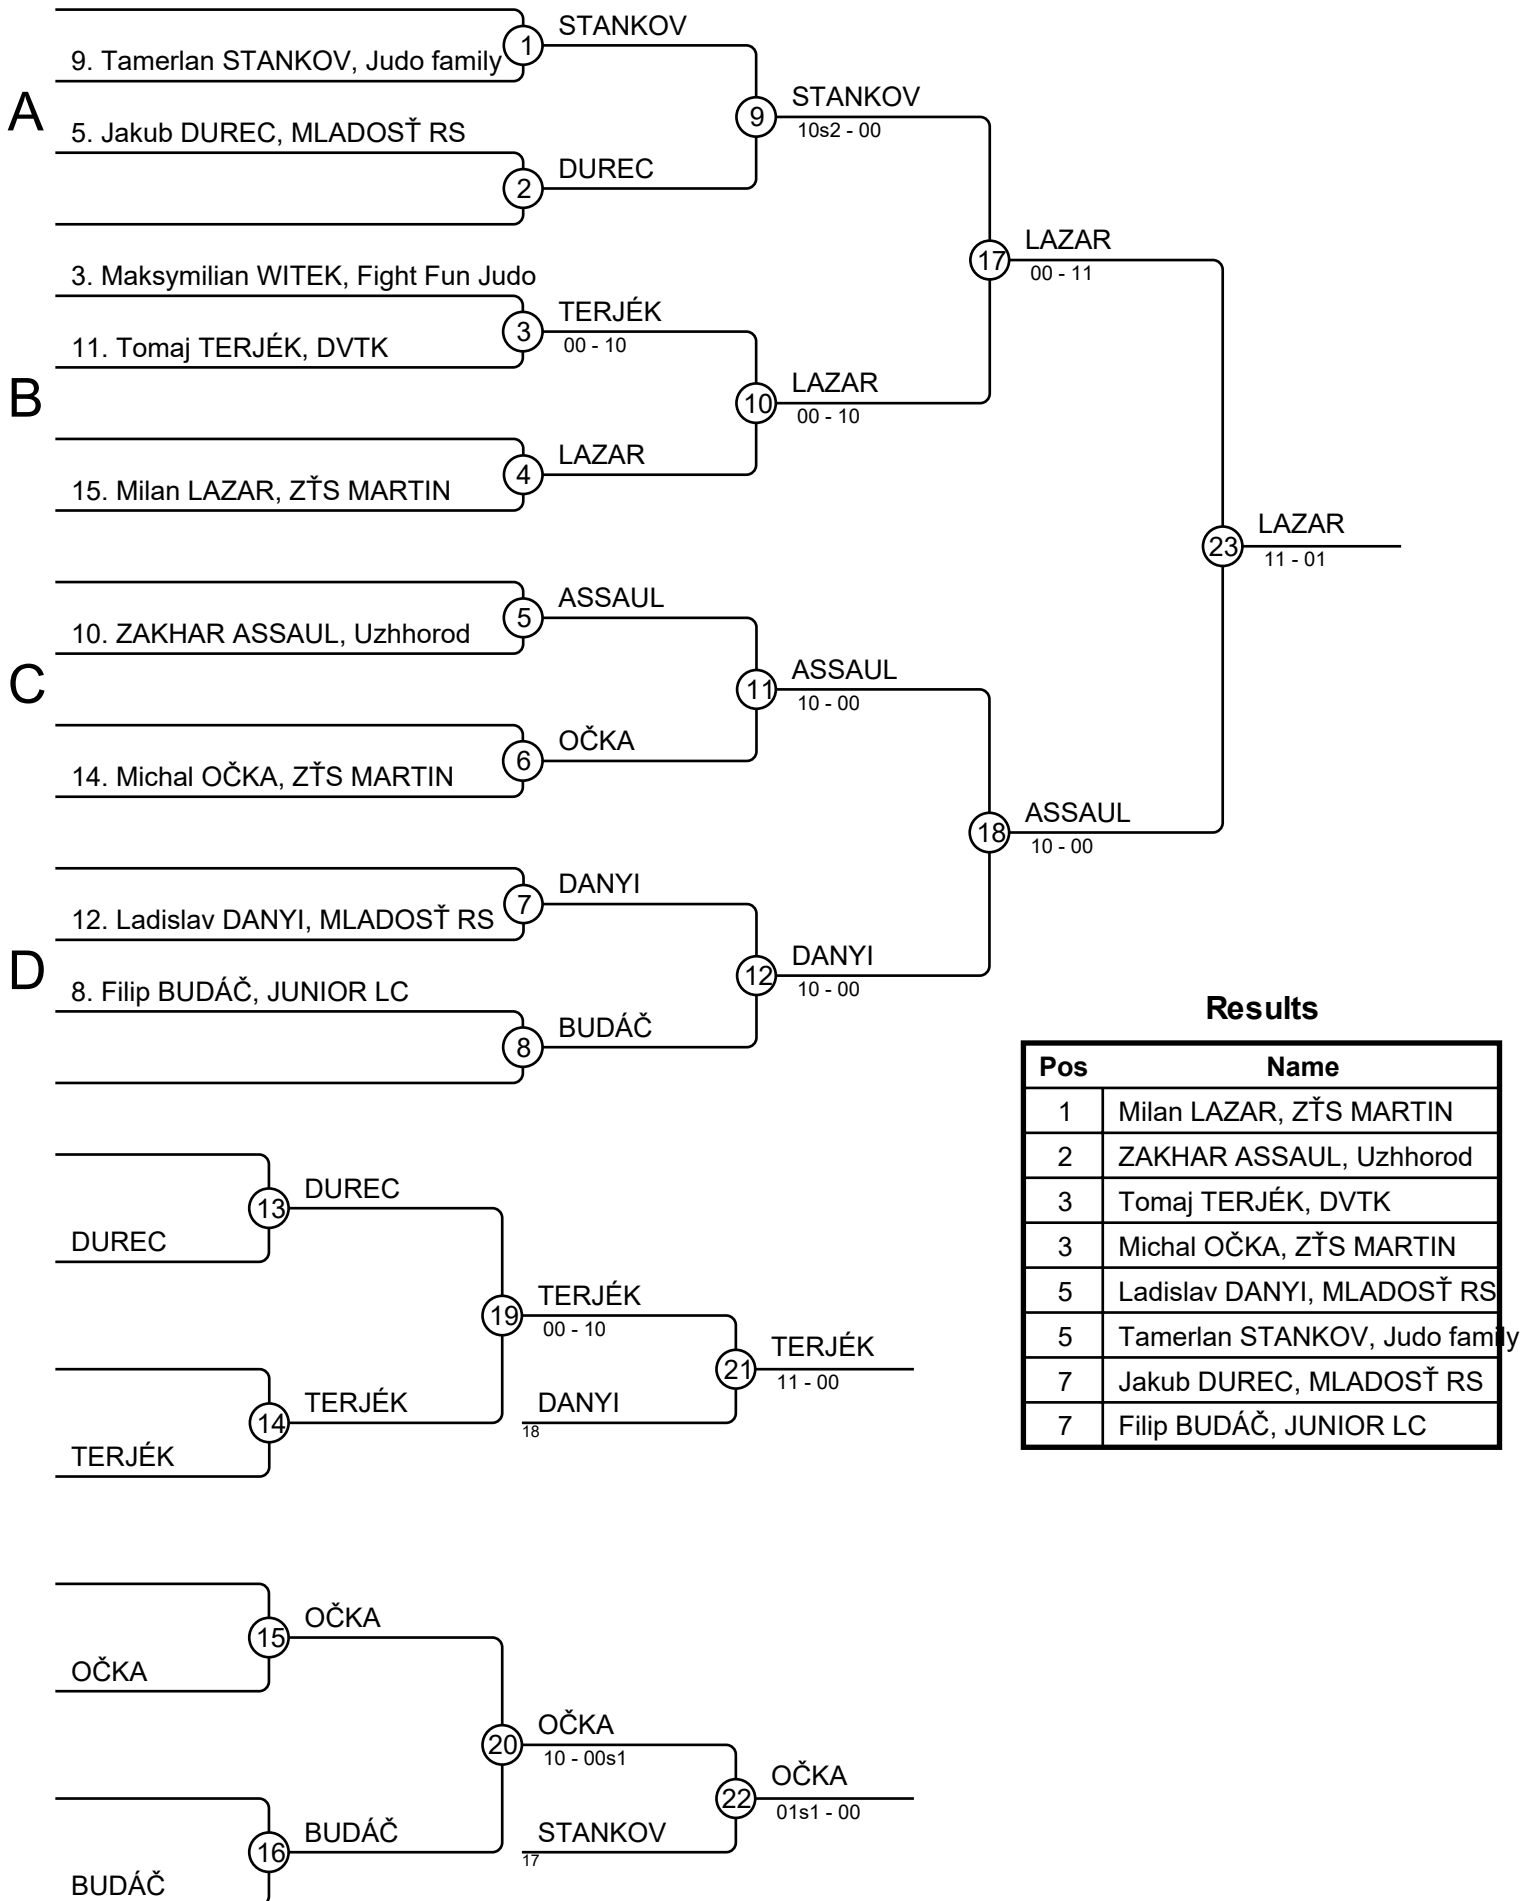 STANKOV
1
9. Tamerlan STANKOV, Judo family
A
STANKOV
9
10s2 - 00
5. Jakub DUREC, MLADOSŤ RS
DUREC
2
LAZAR
17
00 - 11
3. Maksymilian WITEK, Fight Fun Judo
TERJÉK
3
00 - 10
11. Tomaj TERJÉK, DVTK
B
LAZAR
10
00 - 10
LAZAR
4
15. Milan LAZAR, ZŤS MARTIN
LAZAR
23
11 - 01
ASSAUL
5
10. ZAKHAR ASSAUL, Uzhhorod
C
ASSAUL
11
10 - 00
OČKA
6
14. Michal OČKA, ZŤS MARTIN
ASSAUL
18
10 - 00
DANYI
7
12. Ladislav DANYI, MLADOSŤ RS
D
DANYI
12
10 - 00
8. Filip BUDÁČ, JUNIOR LC
BUDÁČ
8
Results
Pos Name
1 Milan LAZAR, ZŤS MARTIN
2 ZAKHAR ASSAUL, Uzhhorod
3 Tomaj TERJÉK, DVTK
3 Michal OČKA, ZŤS MARTIN
5 Ladislav DANYI, MLADOSŤ RS
5 Tamerlan STANKOV, Judo family
7 Jakub DUREC, MLADOSŤ RS
7 Filip BUDÁČ, JUNIOR LC
DUREC
13
DUREC
TERJÉK
19
00 - 10
TERJÉK
21
11 - 00
TERJÉK
14
DANYI
18
TERJÉK
OČKA
15
OČKA
OČKA
20
10 - 00s1
OČKA
22
01s1 - 00
BUDÁČ
16
STANKOV
17
BUDÁČ